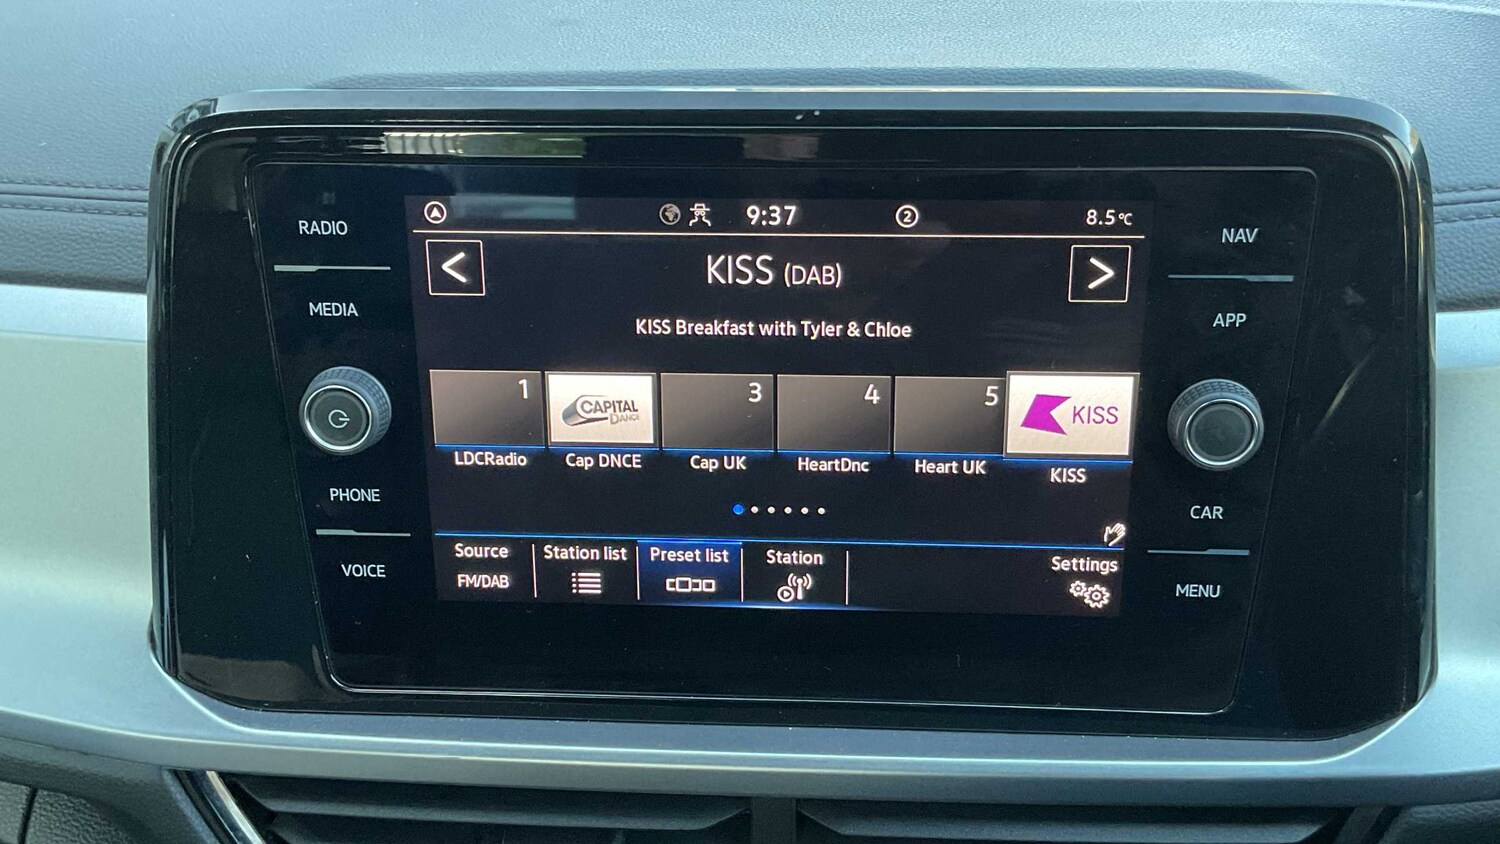 RADIO
MEDIA
PHONE
VOICE
9:37
2
8.5°C
<
KISS (DAB)
>
KISS Breakfast with Tyler & Chloe
1
CAPITAL
DANCE
3
4
5
KISS
LDCRadio
Cap DNCE
Cap UK
HeartDnc
Heart UK
KISS
Source
FM/DAB
Station list
Preset list
Station
Settings
NAV
APP
CAR
MENU